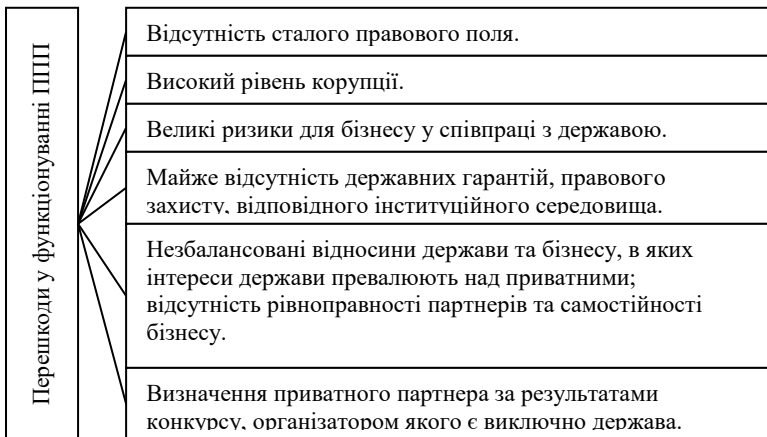 Перешкоди у функціонуванні ППП
Відсутність сталого правового поля.
Високий рівень корупції.
Великі ризики для бізнесу у співпраці з державою.
Майже відсутність державних гарантій, правового
захисту, відповідного інституційного середовища.
Незбалансовані відносини держави та бізнесу, в яких
інтереси держави превалюють над приватними;
відсутність рівноправності партнерів та самостійності
бізнесу.
Визначення приватного партнера за результатами
конкурсу, організатором якого є виключно держава.